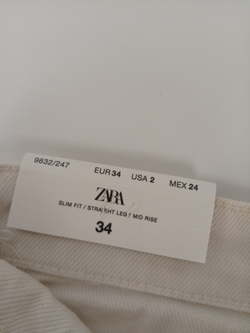 9632/247 EUR 34 USA 2 MEX 24
ZARA
SLIM FIT / STRAIGHT LEG / MID RISE
34